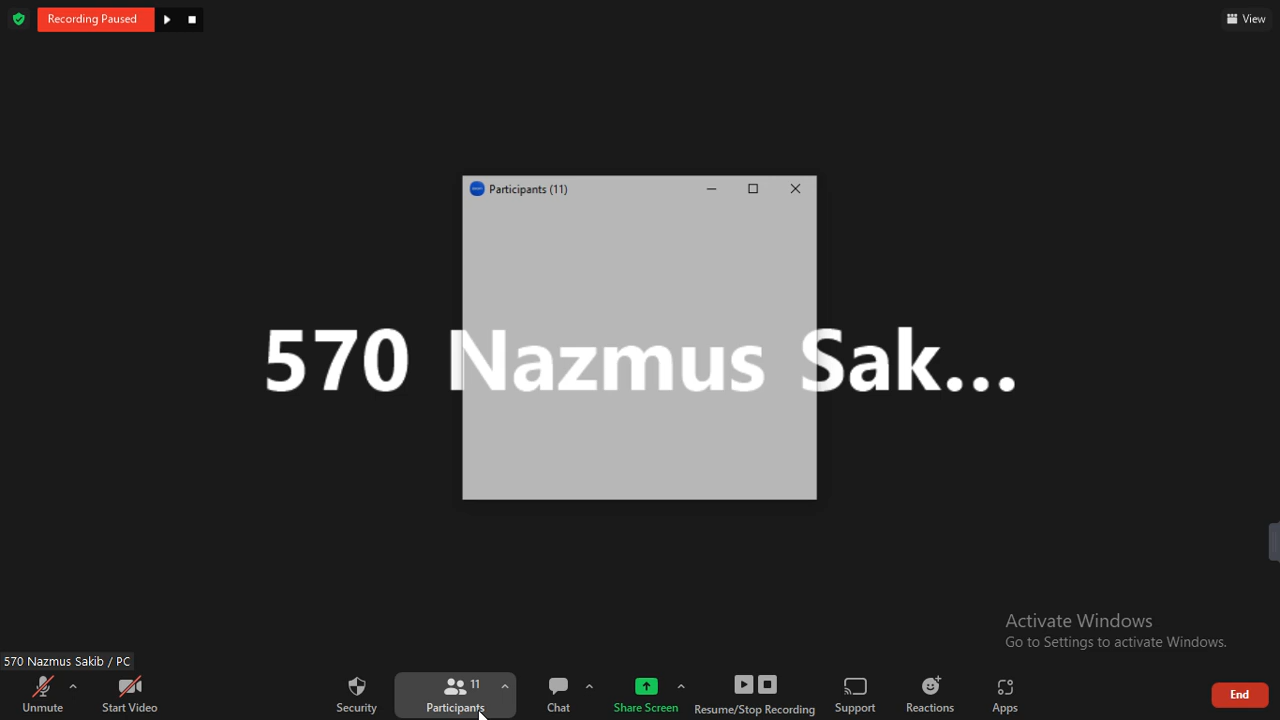 Recording Paused
View
Participants (11)
570 Nazmus Sak...
Activate Windows
Go to Settings to activate Windows.
570 Nazmus Sakib / PC
11
Unmute
Start Video
Security
Participants
Chat
Share Screen
Resume/Stop Recording
Support
Reactions
Apps
End